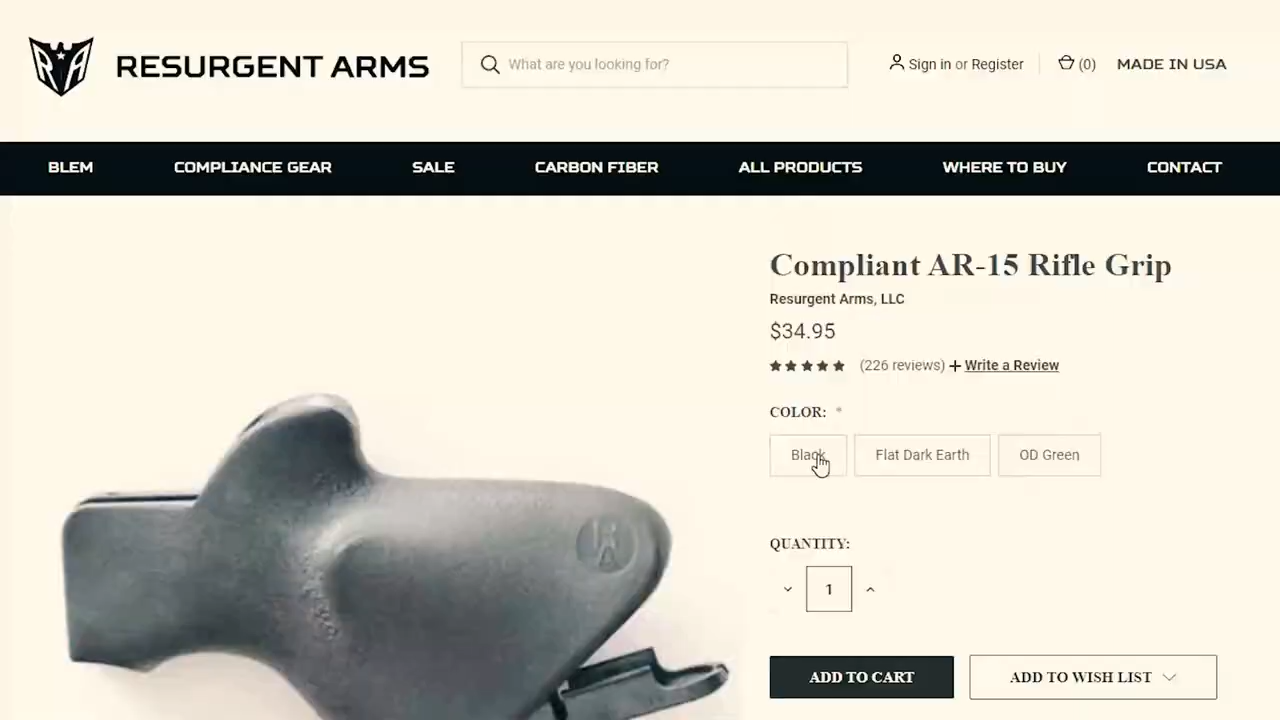 RESURGENT ARMS
What are you looking for?
Sign in or Register
(0)
MADE IN USA
BLEM
COMPLIANCE GEAR
SALE
CARBON FIBER
ALL PRODUCTS
WHERE TO BUY
CONTACT
Compliant AR-15 Rifle Grip
Resurgent Arms, LLC
$34.95
(226 reviews) + Write a Review
COLOR: *
Black
Flat Dark Earth
OD Green
QUANTITY:
1
ADD TO CART
ADD TO WISH LIST
RA
RA